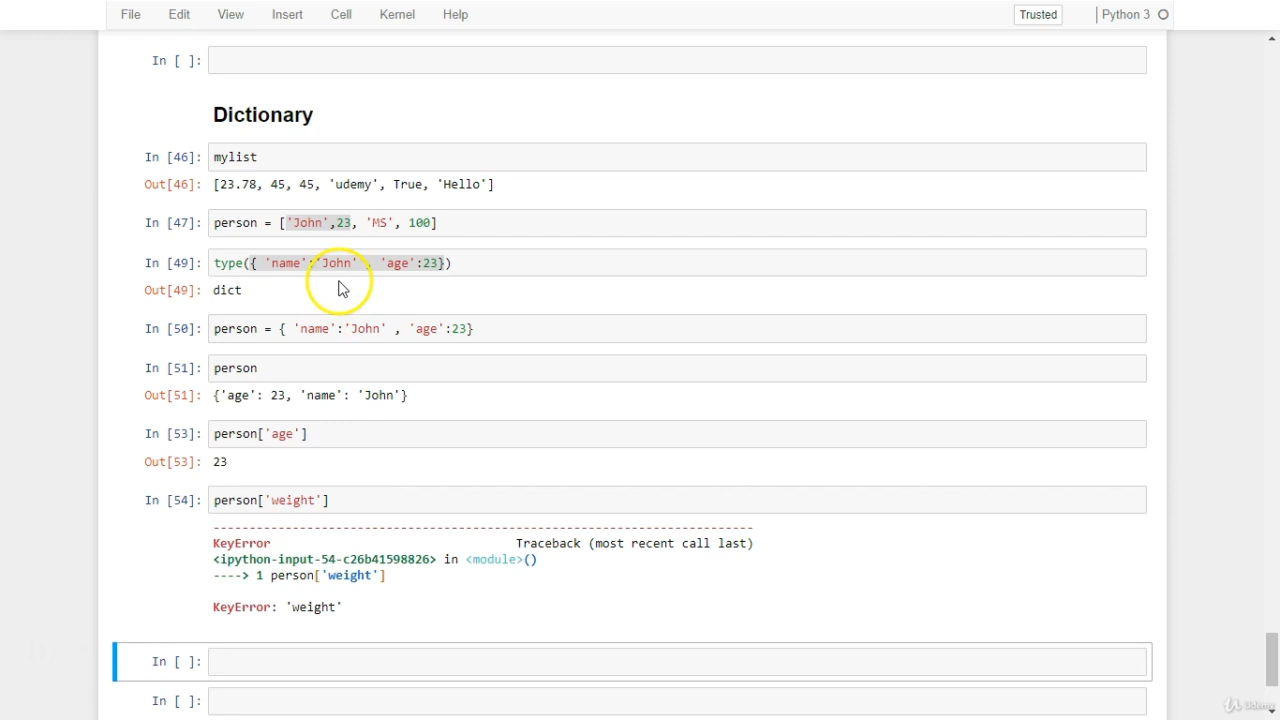 File Edit View Insert Cell Kernel Help Trusted Python 3
In [ ]:
Dictionary
In [46]: mylist
Out[46]: [23.78, 45, 45, 'udemy', True, 'Hello']
In [47]: person = ['John',23, 'MS', 100]
In [49]: type({ 'name':'John' , 'age':23})
Out[49]: dict
In [50]: person = { 'name':'John' , 'age':23}
In [51]: person
Out[51]: {'age': 23, 'name': 'John'}
In [53]: person['age']
Out[53]: 23
In [54]: person['weight']
---------------------------------------------------------------------------
KeyError Traceback (most recent call last)
<ipython-input-54-c26b41598826> in <module>()
----> 1 person['weight']
KeyError: 'weight'
In [ ]:
In [ ]:
Udemy